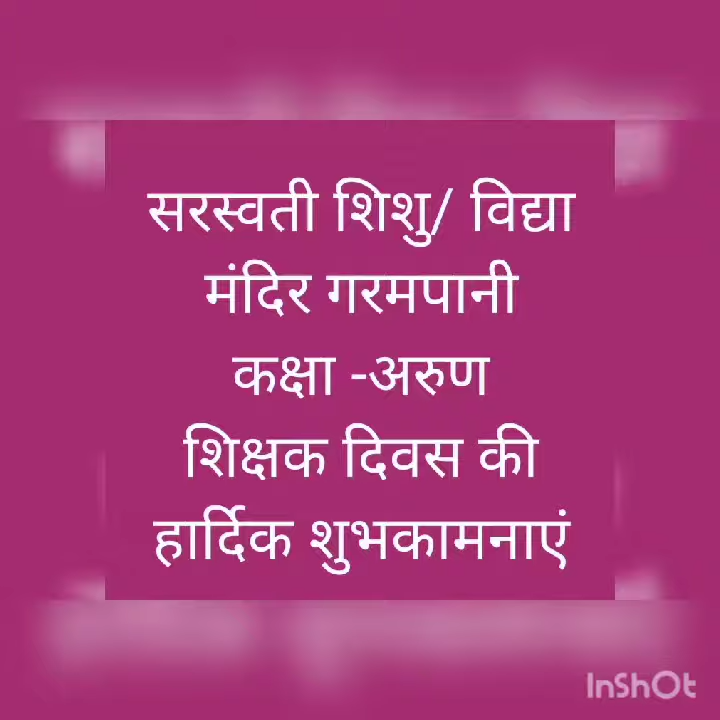 सरस्वती शिशु/ विद्या
मंदिर गरमपानी
कक्षा -अरुण
शिक्षक दिवस की
हार्दिक शुभकामनाएं
InShOt